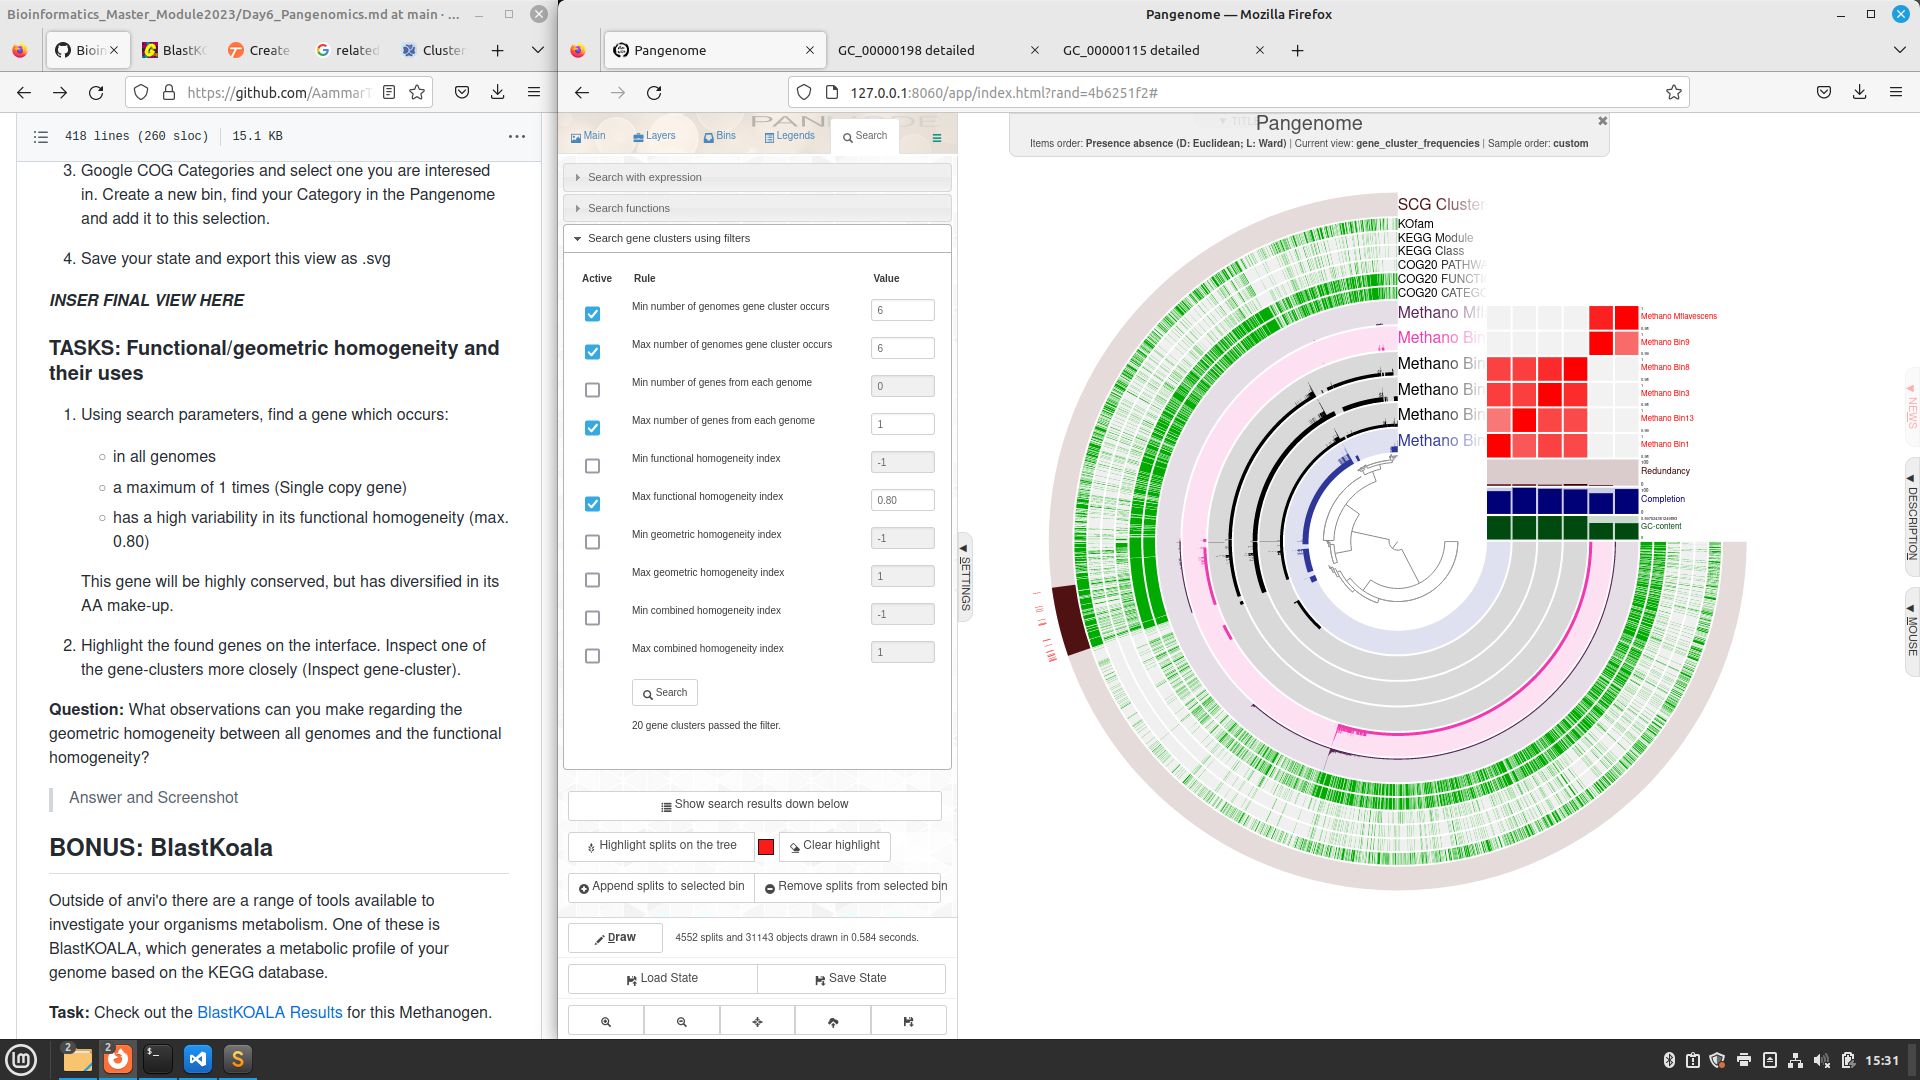 Bioinformatics_Master_Module2023/Day6_Pangenomics.md at main · ...
Pangenome — Mozilla Firefox
Bioin
BlastKO
Create
related
Cluster
Pangenome
GC_00000198 detailed
GC_00000115 detailed
https://github.com/AammarT
127.0.0.1:8060/app/index.html?rand=4b6251f2#
418 lines (260 sloc)
15.1 KB
3. Google COG Categories and select one you are interesed
in. Create a new bin, find your Category in the Pangenome
and add it to this selection.
4. Save your state and export this view as .svg
INSER FINAL VIEW HERE
TASKS: Functional/geometric homogeneity and
their uses
1. Using search parameters, find a gene which occurs:
in all genomes
a maximum of 1 times (Single copy gene)
has a high variability in its functional homogeneity (max.
0.80)
This gene will be highly conserved, but has diversified in its
AA make-up.
2. Highlight the found genes on the interface. Inspect one of
the gene-clusters more closely (Inspect gene-cluster).
Question: What observations can you make regarding the
geometric homogeneity between all genomes and the functional
homogeneity?
Answer and Screenshot
BONUS: BlastKoala
Outside of anvi'o there are a range of tools available to
investigate your organisms metabolism. One of these is
BlastKOALA, which generates a metabolic profile of your
genome based on the KEGG database.
Task: Check out the BlastKOALA Results for this Methanogen.
Main
Layers
Bins
Legends
Search
Search with expression
Search functions
Search gene clusters using filters
Active Rule Value
Min number of genomes gene cluster occurs 6
Max number of genomes gene cluster occurs 6
Min number of genes from each genome 0
Max number of genes from each genome 1
Min functional homogeneity index -1
Max functional homogeneity index 0.80
Min geometric homogeneity index -1
Max geometric homogeneity index 1
Min combined homogeneity index -1
Max combined homogeneity index 1
Search
20 gene clusters passed the filter.
Show search results down below
Highlight splits on the tree
Clear highlight
Append splits to selected bin
Remove splits from selected bin
Draw
4552 splits and 31143 objects drawn in 0.584 seconds.
Load State
Save State
SETTINGS
Pangenome
Items order: Presence absence (D: Euclidean; L: Ward) | Current view: gene_cluster_frequencies | Sample order: custom
SCG Cluster
KOfam
KEGG Module
KEGG Class
COG20 PATHWA
COG20 FUNCTI
COG20 CATEGO
Methano Mfl
Methano Bin
Methano Bin
Methano Bin
Methano Bin
Methano Bin
Methano Mflavescens
Methano Bin9
Methano Bin8
Methano Bin3
Methano Bin13
Methano Bin1
Redundancy
Completion
GC-content
NEWS
DESCRIPTION
MOUSE
2
2
15:31